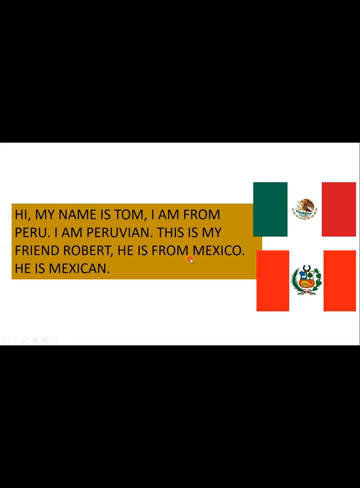 HI, MY NAME IS TOM, I AM FROM
PERU. I AM PERUVIAN. THIS IS MY
FRIEND ROBERT, HE IS FROM MEXICO.
HE IS MEXICAN.